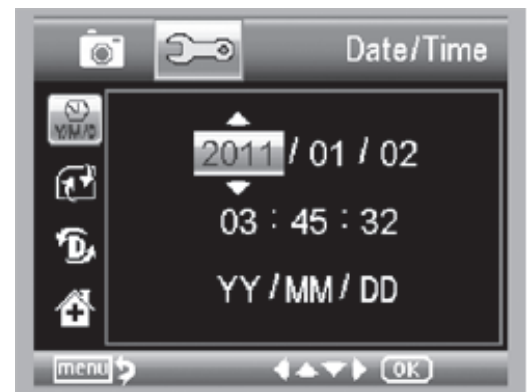 Date/Time
Y/M/D
2011 / 01 / 02
03 : 45 : 32
YY / MM / DD
menu OK